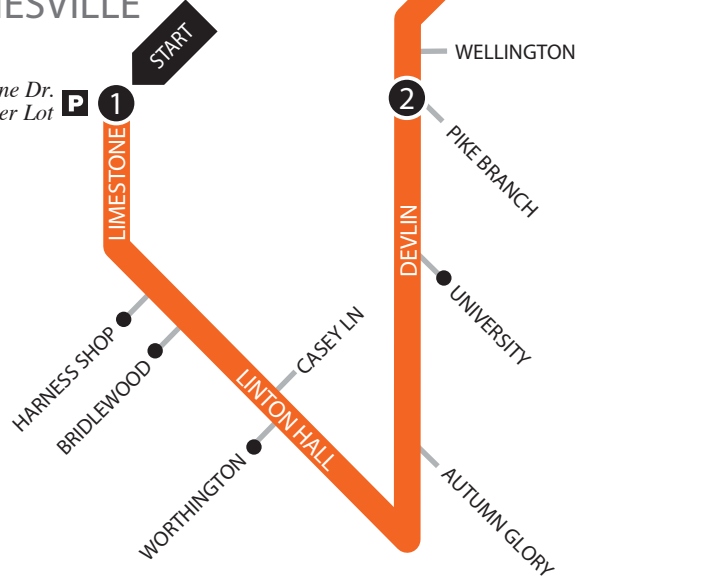 START
ne Dr.
er Lot
P
1
LIMESTONE
HARNESS SHOP
BRIDLEWOOD
CASEY LN
LINTON HALL
WORTHINGTON
WELLINGTON
2
PIKE BRANCH
DEVLIN
UNIVERSITY
AUTUMN GLORY